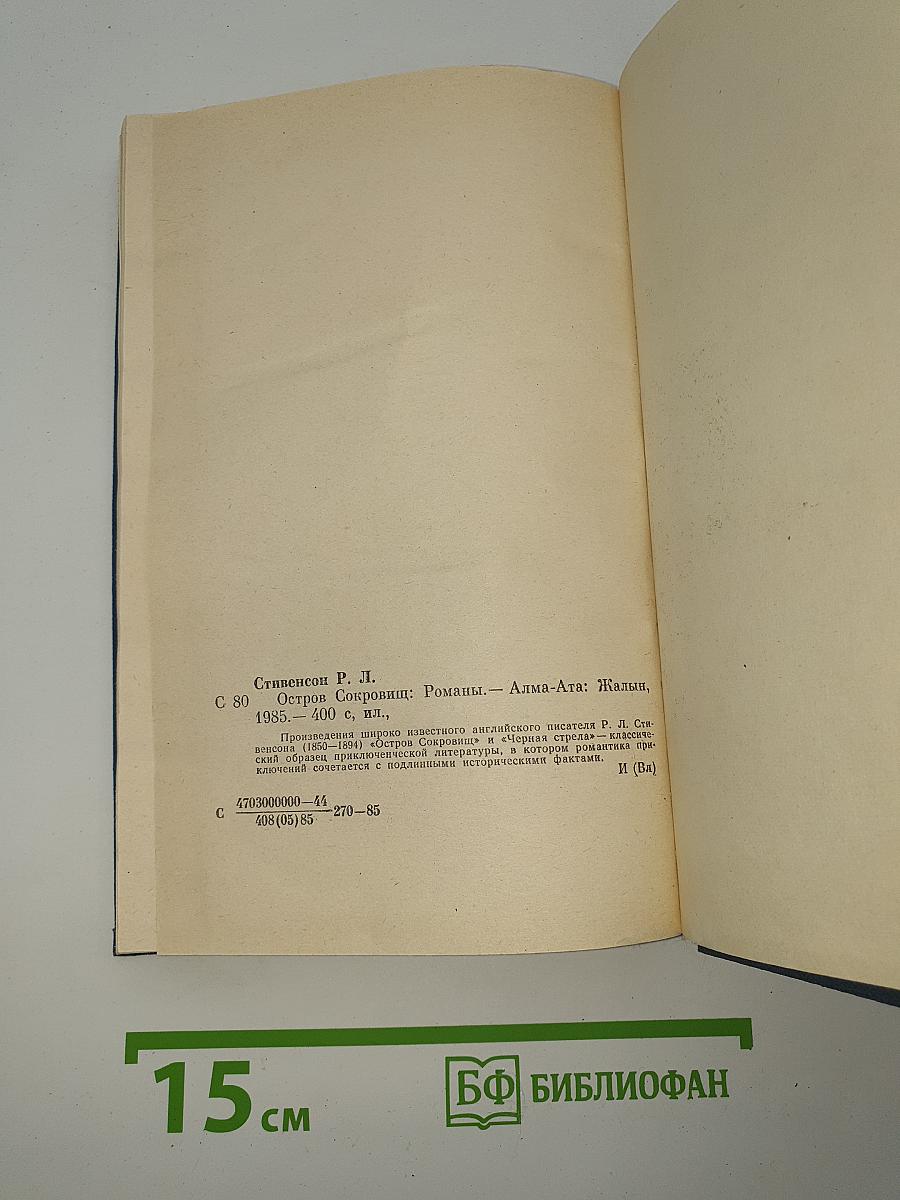 Стивенсон Р. Л.
С 80 Остров Сокровищ: Романы.— Алма-Ата: Жалын,
1985.— 400 с, ил.,
Произведения широко известного английского писателя Р. Л. Сти-
венсона (1850—1894) «Остров Сокровищ» и «Черная стрела»— классиче-
ский образец приключенческой литературы, в котором романтика при-
ключений сочетается с подлинными историческими фактами.
И (Вл)
4703000000—44
С 270—85
408(05)85
15 см
БФ БИБЛИОФАН